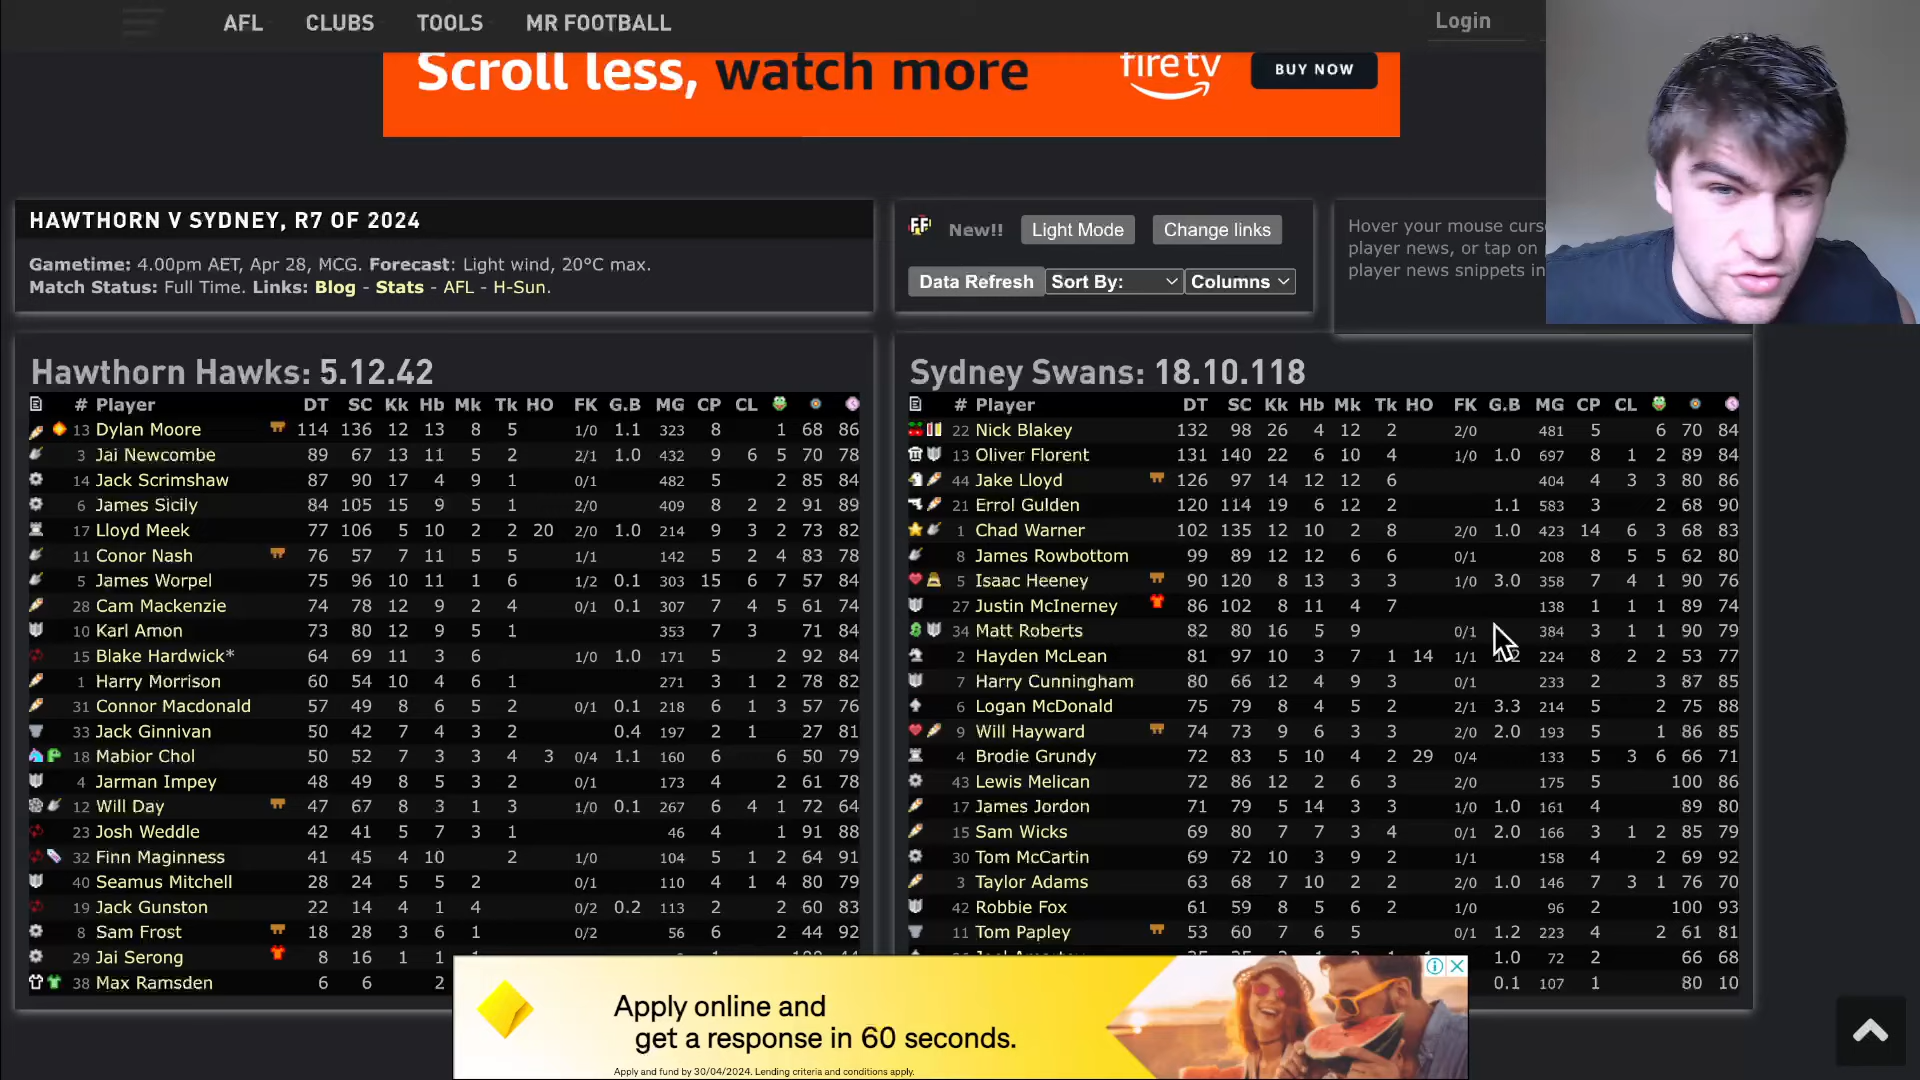 AFL CLUBS TOOLS MR FOOTBALL Login
Scroll less, watch more fire tv BUY NOW
HAWTHORN V SYDNEY, R7 OF 2024
Gametime: 4.00pm AET, Apr 28, MCG. Forecast: Light wind, 20°C max.
Match Status: Full Time. Links: Blog - Stats - AFL - H-Sun.
FF New!! Light Mode Change links
Data Refresh Sort By: Columns
Hover your mouse curs
player news, or tap on
player news snippets in
Hawthorn Hawks: 5.12.42
# Player DT SC Kk Hb Mk Tk HO FK G.B MG CP CL
13 Dylan Moore 114 136 12 13 8 5 1/0 1.1 323 8 1 68 86
3 Jai Newcombe 89 67 13 11 5 2 2/1 1.0 432 9 6 5 70 78
14 Jack Scrimshaw 87 90 17 4 9 1 0/1 482 5 2 85 84
6 James Sicily 84 105 15 9 5 1 2/0 409 8 2 2 91 89
17 Lloyd Meek 77 106 5 10 2 2 20 2/0 1.0 214 9 3 2 73 82
11 Conor Nash 76 57 7 11 5 5 1/1 142 5 2 4 83 78
5 James Worpel 75 96 10 11 1 6 1/2 0.1 303 15 6 7 57 84
28 Cam Mackenzie 74 78 12 9 2 4 0/1 0.1 307 7 4 5 61 74
10 Karl Amon 73 80 12 9 5 1 353 7 3 71 84
15 Blake Hardwick* 64 69 11 3 6 1/0 1.0 171 5 2 92 84
1 Harry Morrison 60 54 10 4 6 1 271 3 1 2 78 82
31 Connor Macdonald 57 49 8 6 5 2 0/1 0.1 218 6 1 3 57 76
33 Jack Ginnivan 50 42 7 4 3 2 2/0 0.4 197 2 1 27 81
18 Mabior Chol 50 52 7 3 3 4 3 0/4 1.1 160 6 6 50 79
4 Jarman Impey 48 49 8 5 3 2 0/1 173 4 2 61 78
12 Will Day 47 67 8 3 1 3 1/0 0.1 267 6 4 1 72 64
23 Josh Weddle 42 41 5 7 3 1 46 4 1 91 88
32 Finn Maginness 41 45 4 10 2 1/0 104 5 1 2 64 91
40 Seamus Mitchell 28 24 5 5 2 0/1 110 4 1 4 80 79
19 Jack Gunston 22 14 4 1 4 0/2 0.2 113 2 2 60 83
8 Sam Frost 18 28 3 6 1 0/2 56 6 2 44 92
29 Jai Serong 8 16 1 1
38 Max Ramsden 6 6 2
Sydney Swans: 18.10.118
# Player DT SC Kk Hb Mk Tk HO FK G.B MG CP CL
22 Nick Blakey 132 98 26 4 12 2 2/0 481 5 6 70 84
13 Oliver Florent 131 140 22 6 10 4 1/0 1.0 697 8 1 2 89 84
44 Jake Lloyd 126 97 14 12 12 6 404 4 3 3 80 86
21 Errol Gulden 120 114 19 6 12 2 1.1 583 3 2 68 90
1 Chad Warner 102 135 12 10 2 8 2/0 1.0 423 14 6 3 68 83
8 James Rowbottom 99 89 12 12 6 6 0/1 208 8 5 5 62 80
5 Isaac Heeney 90 120 8 13 3 3 1/0 3.0 358 7 4 1 90 76
27 Justin McInerney 86 102 8 11 4 7 138 1 1 1 89 74
34 Matt Roberts 82 80 16 5 9 0/1 384 3 1 1 90 79
2 Hayden McLean 81 97 10 3 7 1 14 1/1 224 8 2 2 53 77
7 Harry Cunningham 80 66 12 4 9 3 0/1 233 2 3 87 85
6 Logan McDonald 75 79 8 4 5 2 2/1 3.3 214 5 2 75 88
9 Will Hayward 74 73 9 6 3 3 2/0 2.0 193 5 1 86 85
4 Brodie Grundy 72 83 5 10 4 2 29 0/4 133 5 3 6 66 71
43 Lewis Melican 72 86 12 2 6 3 2/0 175 5 100 86
17 James Jordon 71 79 5 14 3 3 1/0 1.0 161 4 89 80
15 Sam Wicks 69 80 7 7 3 4 0/1 2.0 166 3 1 2 85 79
30 Tom McCartin 69 72 10 3 9 2 1/1 158 4 2 69 92
3 Taylor Adams 63 68 7 10 2 2 2/0 1.0 146 7 3 1 76 70
42 Robbie Fox 61 59 8 5 6 2 1/0 96 2 100 93
11 Tom Papley 53 60 7 6 5 0/1 1.2 223 4 2 61 81
1.0 72 2 66 68
0.1 107 1 80 10
Apply online and
get a response in 60 seconds.
Apply and fund by 30/04/2024. Lending criteria and conditions apply.